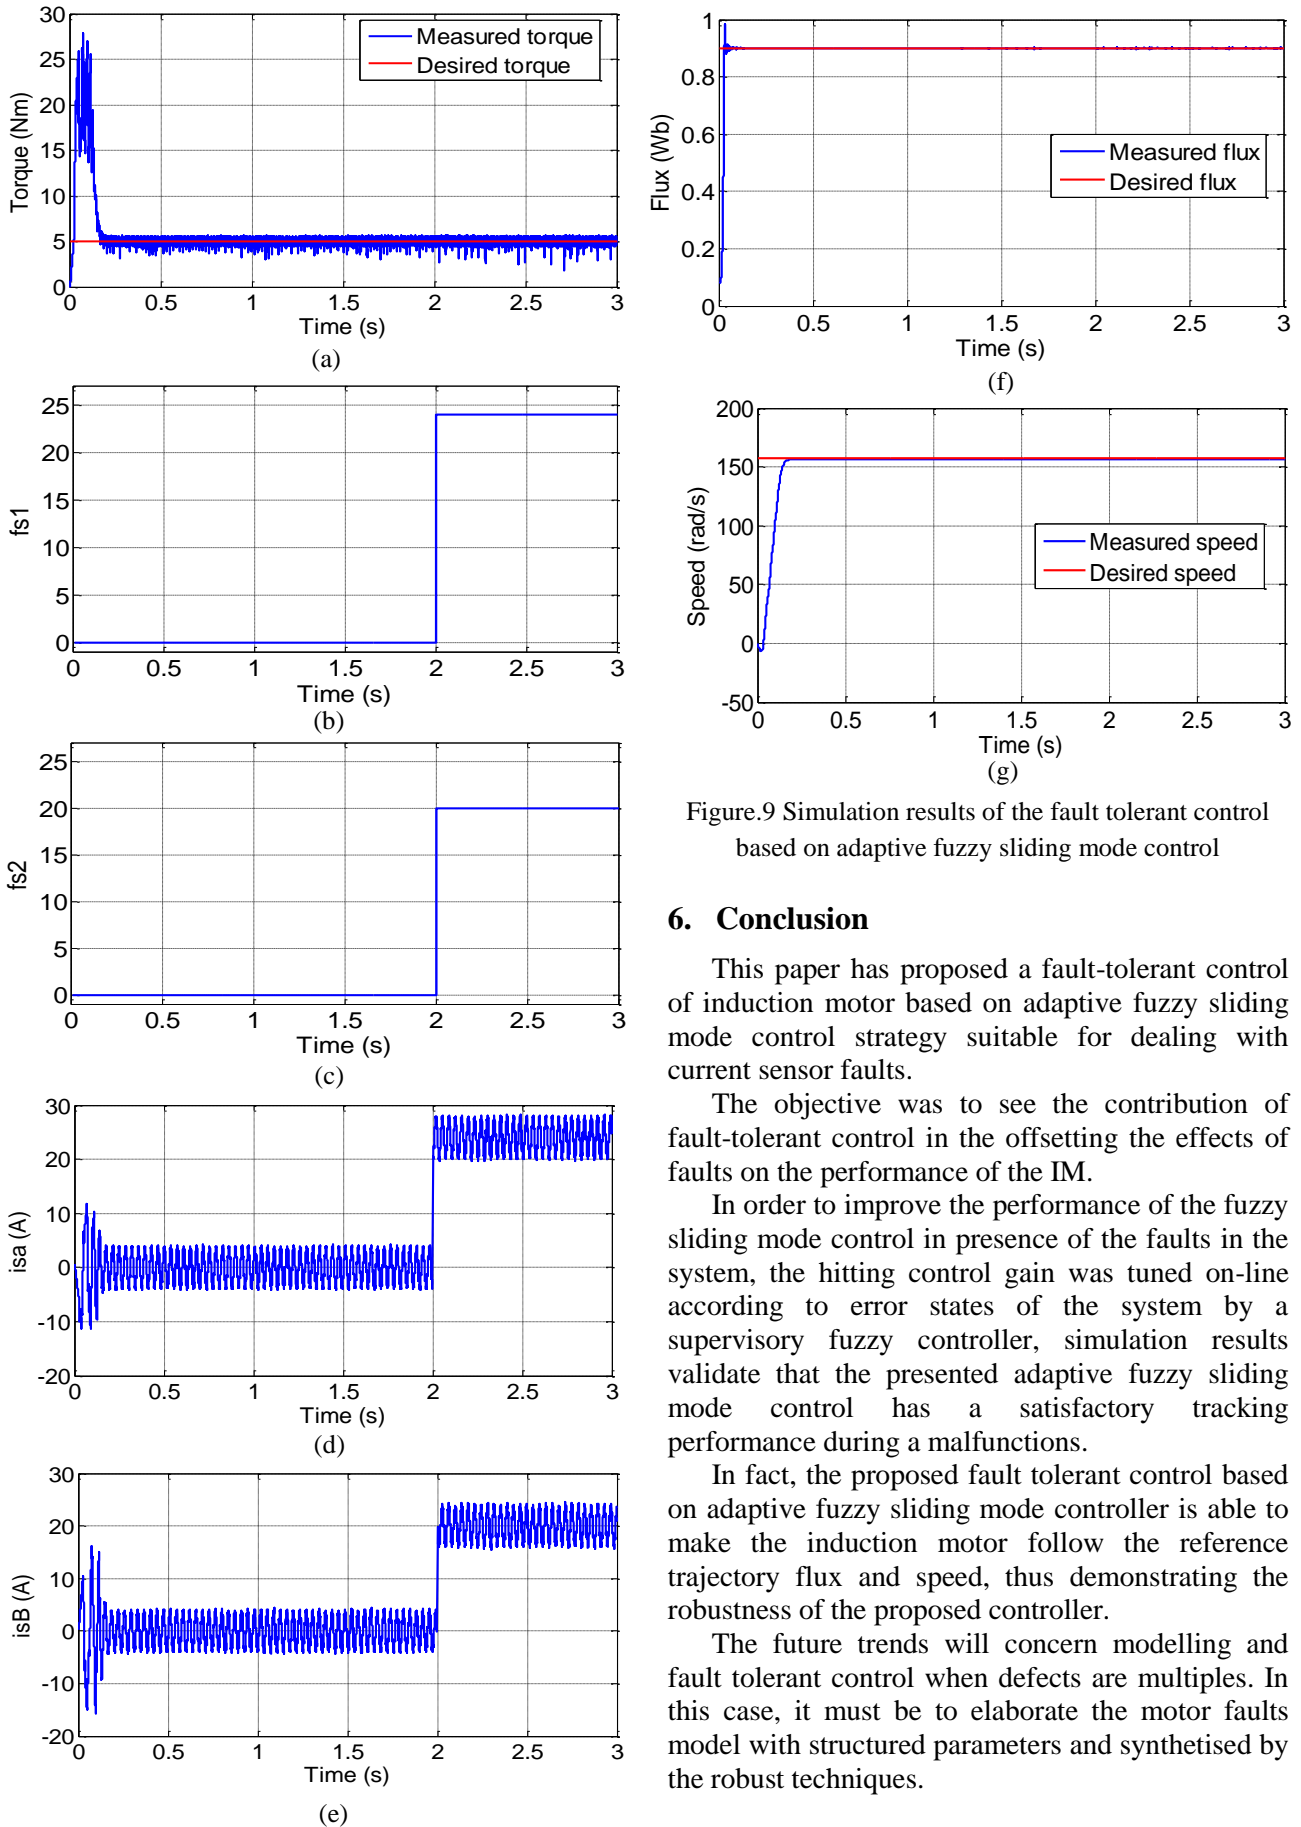 30
25
20
15
10
5
0
Torque (Nm)
Measured torque
Desired torque
0 0.5 1 1.5 2 2.5 3
Time (s)
(a)
25
20
15
10
5
0
fs1
0 0.5 1 1.5 2 2.5 3
Time (s)
(b)
25
20
15
10
5
0
fs2
0 0.5 1 1.5 2 2.5 3
Time (s)
(c)
30
20
10
0
-10
-20
isa (A)
0 0.5 1 1.5 2 2.5 3
Time (s)
(d)
30
20
10
0
-10
-20
isB (A)
0 0.5 1 1.5 2 2.5 3
Time (s)
(e)
1
0.8
0.6
0.4
0.2
0
Flux (Wb)
Measured flux
Desired flux
0 0.5 1 1.5 2 2.5 3
Time (s)
(f)
200
150
100
50
0
-50
Speed (rad/s)
Measured speed
Desired speed
0 0.5 1 1.5 2 2.5 3
Time (s)
(g)
Figure.9 Simulation results of the fault tolerant control
based on adaptive fuzzy sliding mode control
6. Conclusion
This paper has proposed a fault-tolerant control
of induction motor based on adaptive fuzzy sliding
mode control strategy suitable for dealing with
current sensor faults.
The objective was to see the contribution of
fault-tolerant control in the offsetting the effects of
faults on the performance of the IM.
In order to improve the performance of the fuzzy
sliding mode control in presence of the faults in the
system, the hitting control gain was tuned on-line
according to error states of the system by a
supervisory fuzzy controller, simulation results
validate that the presented adaptive fuzzy sliding
mode control has a satisfactory tracking
performance during a malfunctions.
In fact, the proposed fault tolerant control based
on adaptive fuzzy sliding mode controller is able to
make the induction motor follow the reference
trajectory flux and speed, thus demonstrating the
robustness of the proposed controller.
The future trends will concern modelling and
fault tolerant control when defects are multiples. In
this case, it must be to elaborate the motor faults
model with structured parameters and synthetised by
the robust techniques.